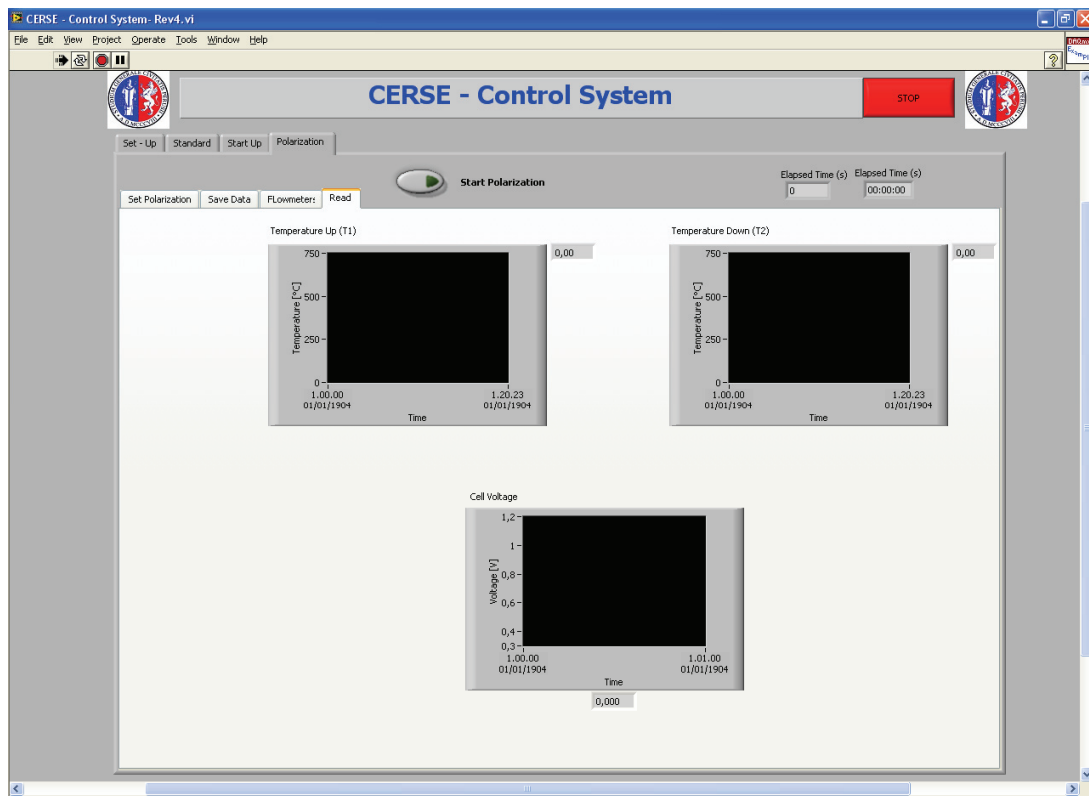 CERSE - Control System- Rev4.vi
File Edit View Project Operate Tools Window Help
CERSE - Control System
STOP
Set - Up Standard Start Up Polarization
Start Polarization
Elapsed Time (s) Elapsed Time (s)
0 00:00:00
Set Polarization Save Data FLowmeters Read
Temperature Up (T1)
0,00
Temperature [°C]
750
500
250
0
1.00.00 1.20.23
01/01/1904 01/01/1904
Time
Temperature Down (T2)
0,00
Temperature [°C]
750
500
250
0
1.00.00 1.20.23
01/01/1904 01/01/1904
Time
Cell Voltage
Voltage [V]
1,2
1
0,8
0,6
0,4
0,3
1.00.00 1.01.00
01/01/1904 01/01/1904
Time
0,000